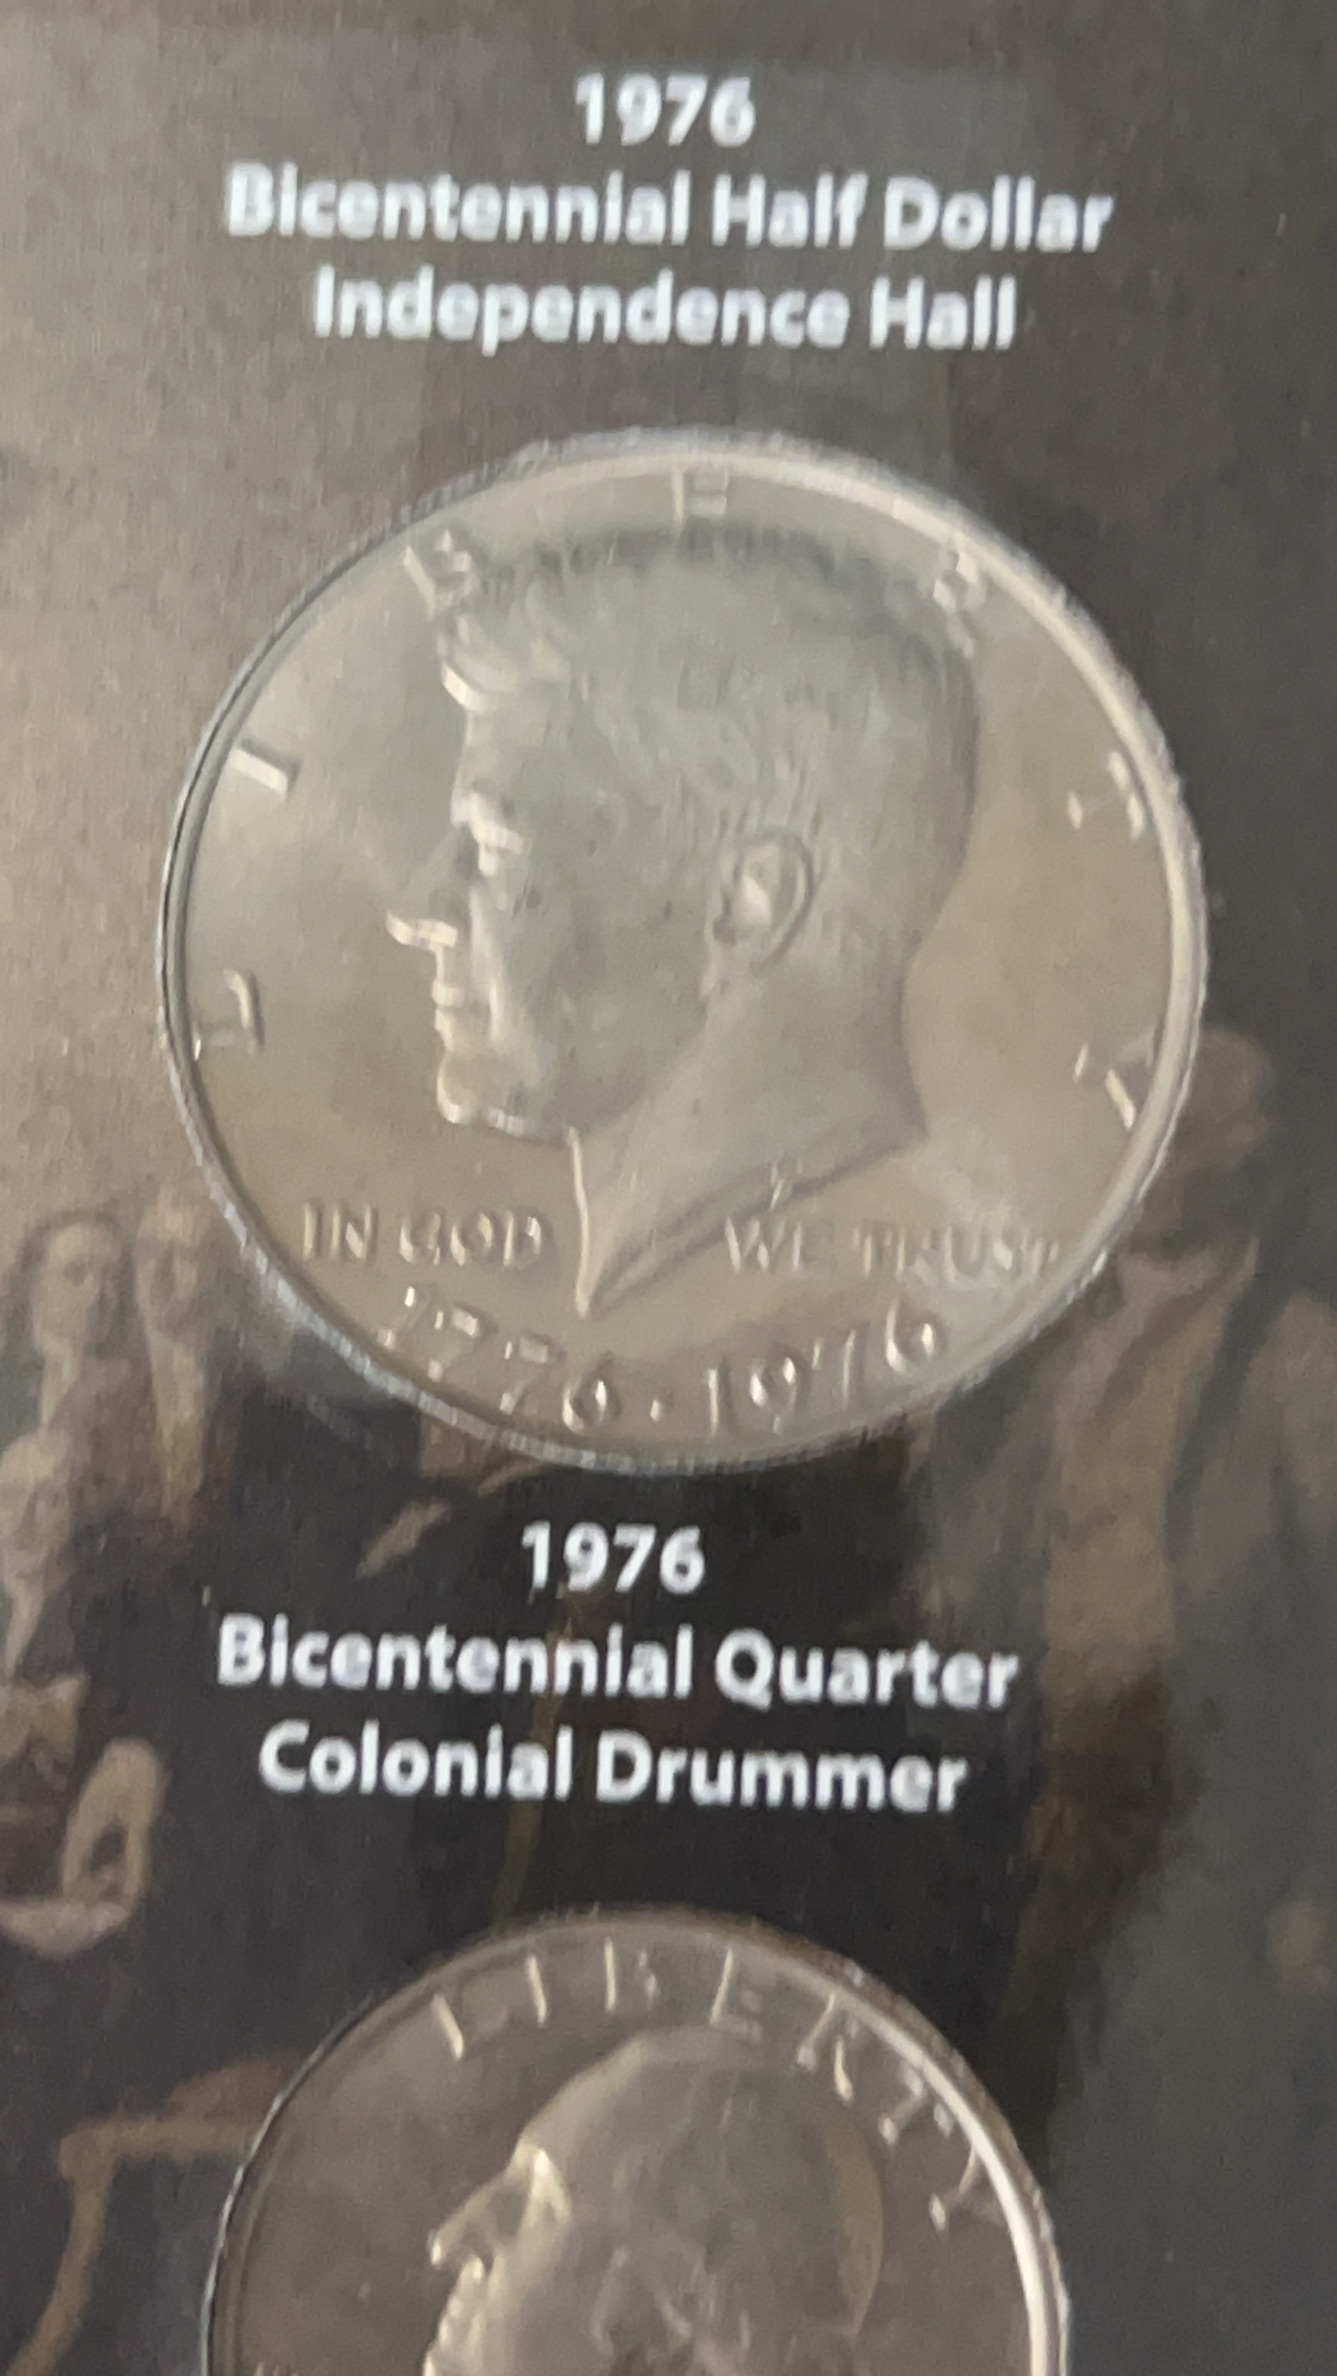 1976
Bicentennial Half Dollar
Independence Hall
LIBERTY
IN GOD WE TRUST
1776·1976
1976
Bicentennial Quarter
Colonial Drummer
LIBERTY